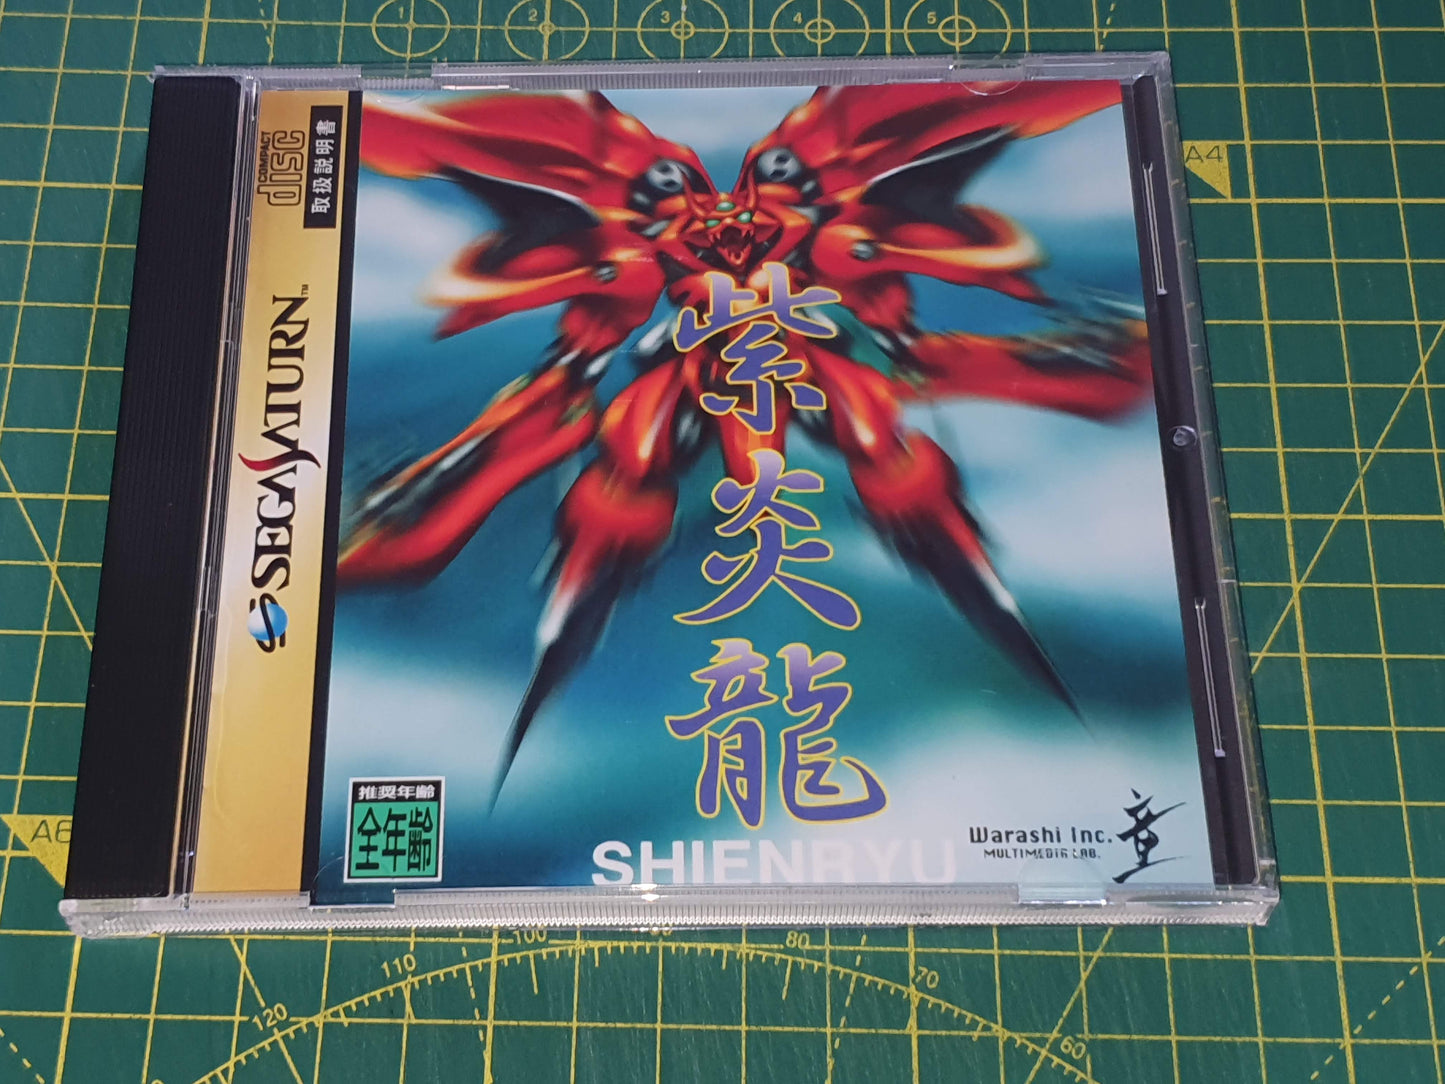 1 2 3 4 5
A4
COMPACT
disc
取扱説明書
SEGA SATURN™
紫炎龍
SHIENRYU
推奨年齢
全年齢
Warashi Inc.
MULTIMEDIA LAB.
童
A6
120 110 100 90 80 70 60